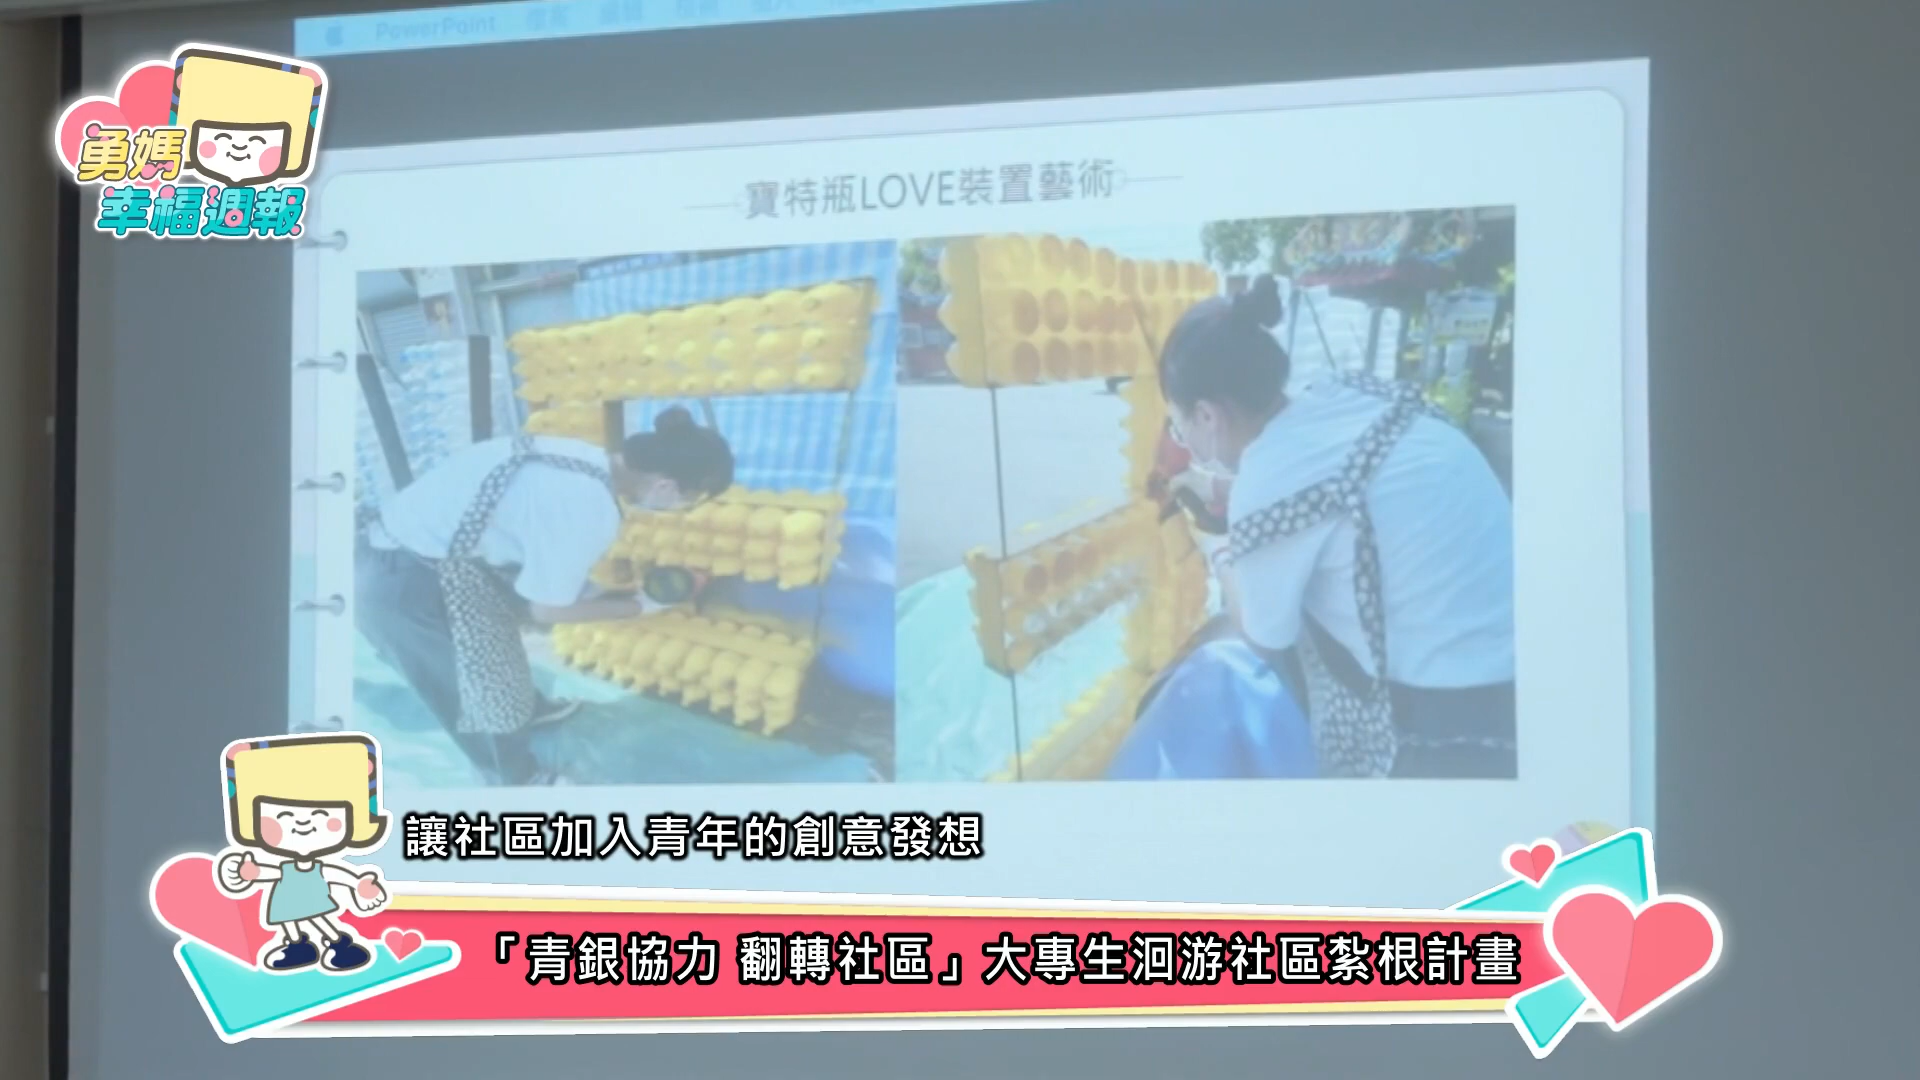 PowerPoint
勇媽
幸福週報
寶特瓶LOVE裝置藝術
讓社區加入青年的創意發想
「青銀協力 翻轉社區」大專生洄游社區紮根計畫